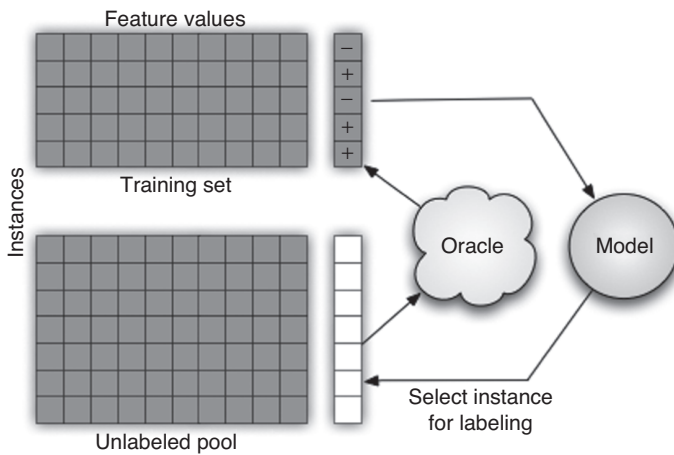 Feature values
−
+
−
+
+
Training set
Instances
Oracle
Model
Select instance
for labeling
Unlabeled pool